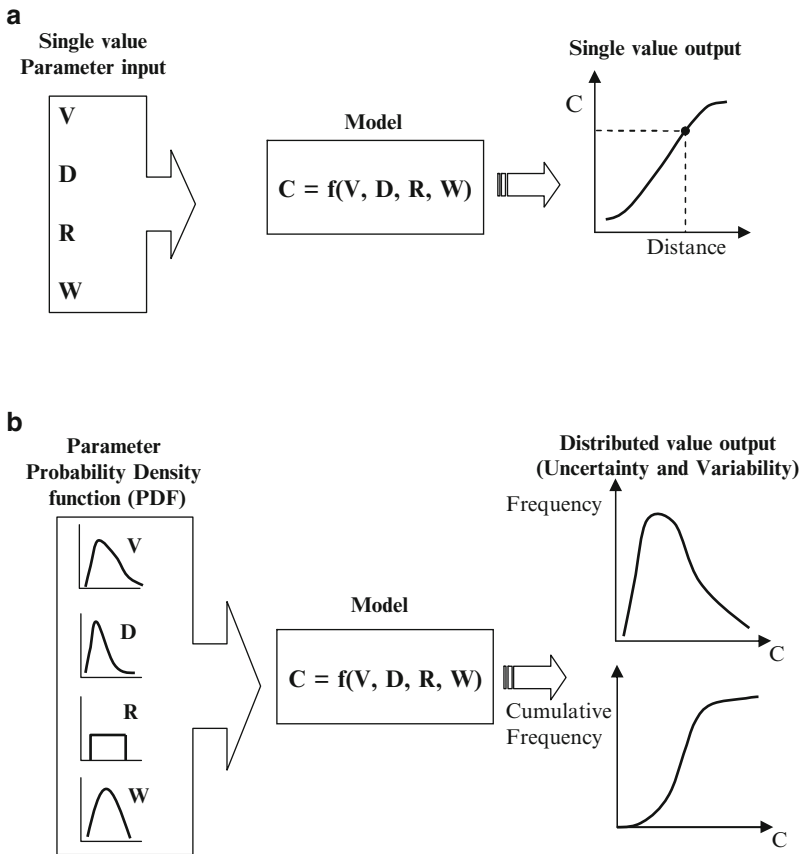 a
Single value
Parameter input
V
D
R
W
Model
C = f(V, D, R, W)
Single value output
C
Distance
b
Parameter
Probability Density
function (PDF)
V
D
R
W
Model
C = f(V, D, R, W)
Distributed value output
(Uncertainty and Variability)
Frequency
C
Cumulative
Frequency
C